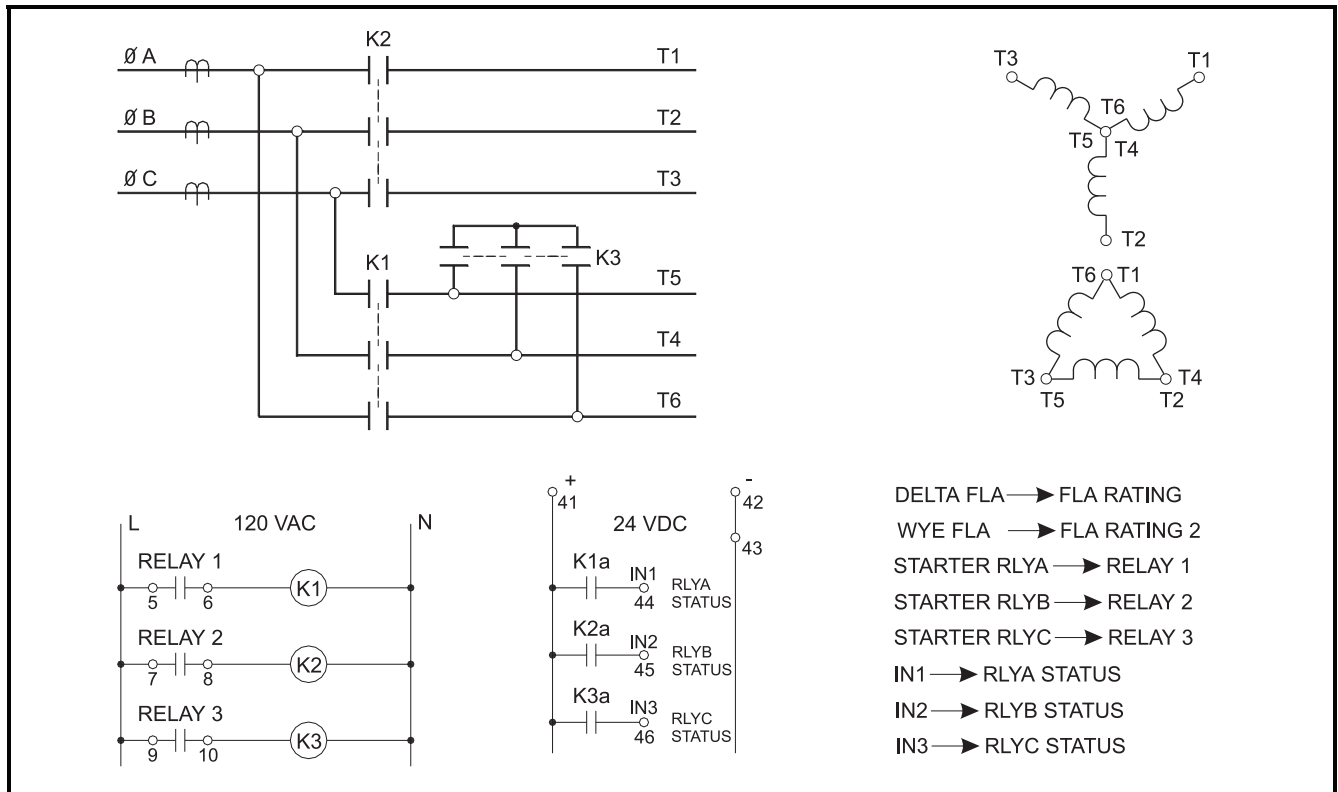 K2
Ø A
T1
Ø B
T2
Ø C
T3
K1
K3
T5
T4
T6
T3
T1
T6
T5
T4
T2
T6
T1
T3
T4
T5
T2
L
120 VAC
N
RELAY 1
5
6
K1
RELAY 2
7
8
K2
RELAY 3
9
10
K3
+
41
24 VDC
-
42
43
K1a
IN1
44
RLYA
STATUS
K2a
IN2
45
RLYB
STATUS
K3a
IN3
46
RLYC
STATUS
DELTA FLA → FLA RATING
WYE FLA → FLA RATING 2
STARTER RLYA → RELAY 1
STARTER RLYB → RELAY 2
STARTER RLYC → RELAY 3
IN1 → RLYA STATUS
IN2 → RLYB STATUS
IN3 → RLYC STATUS